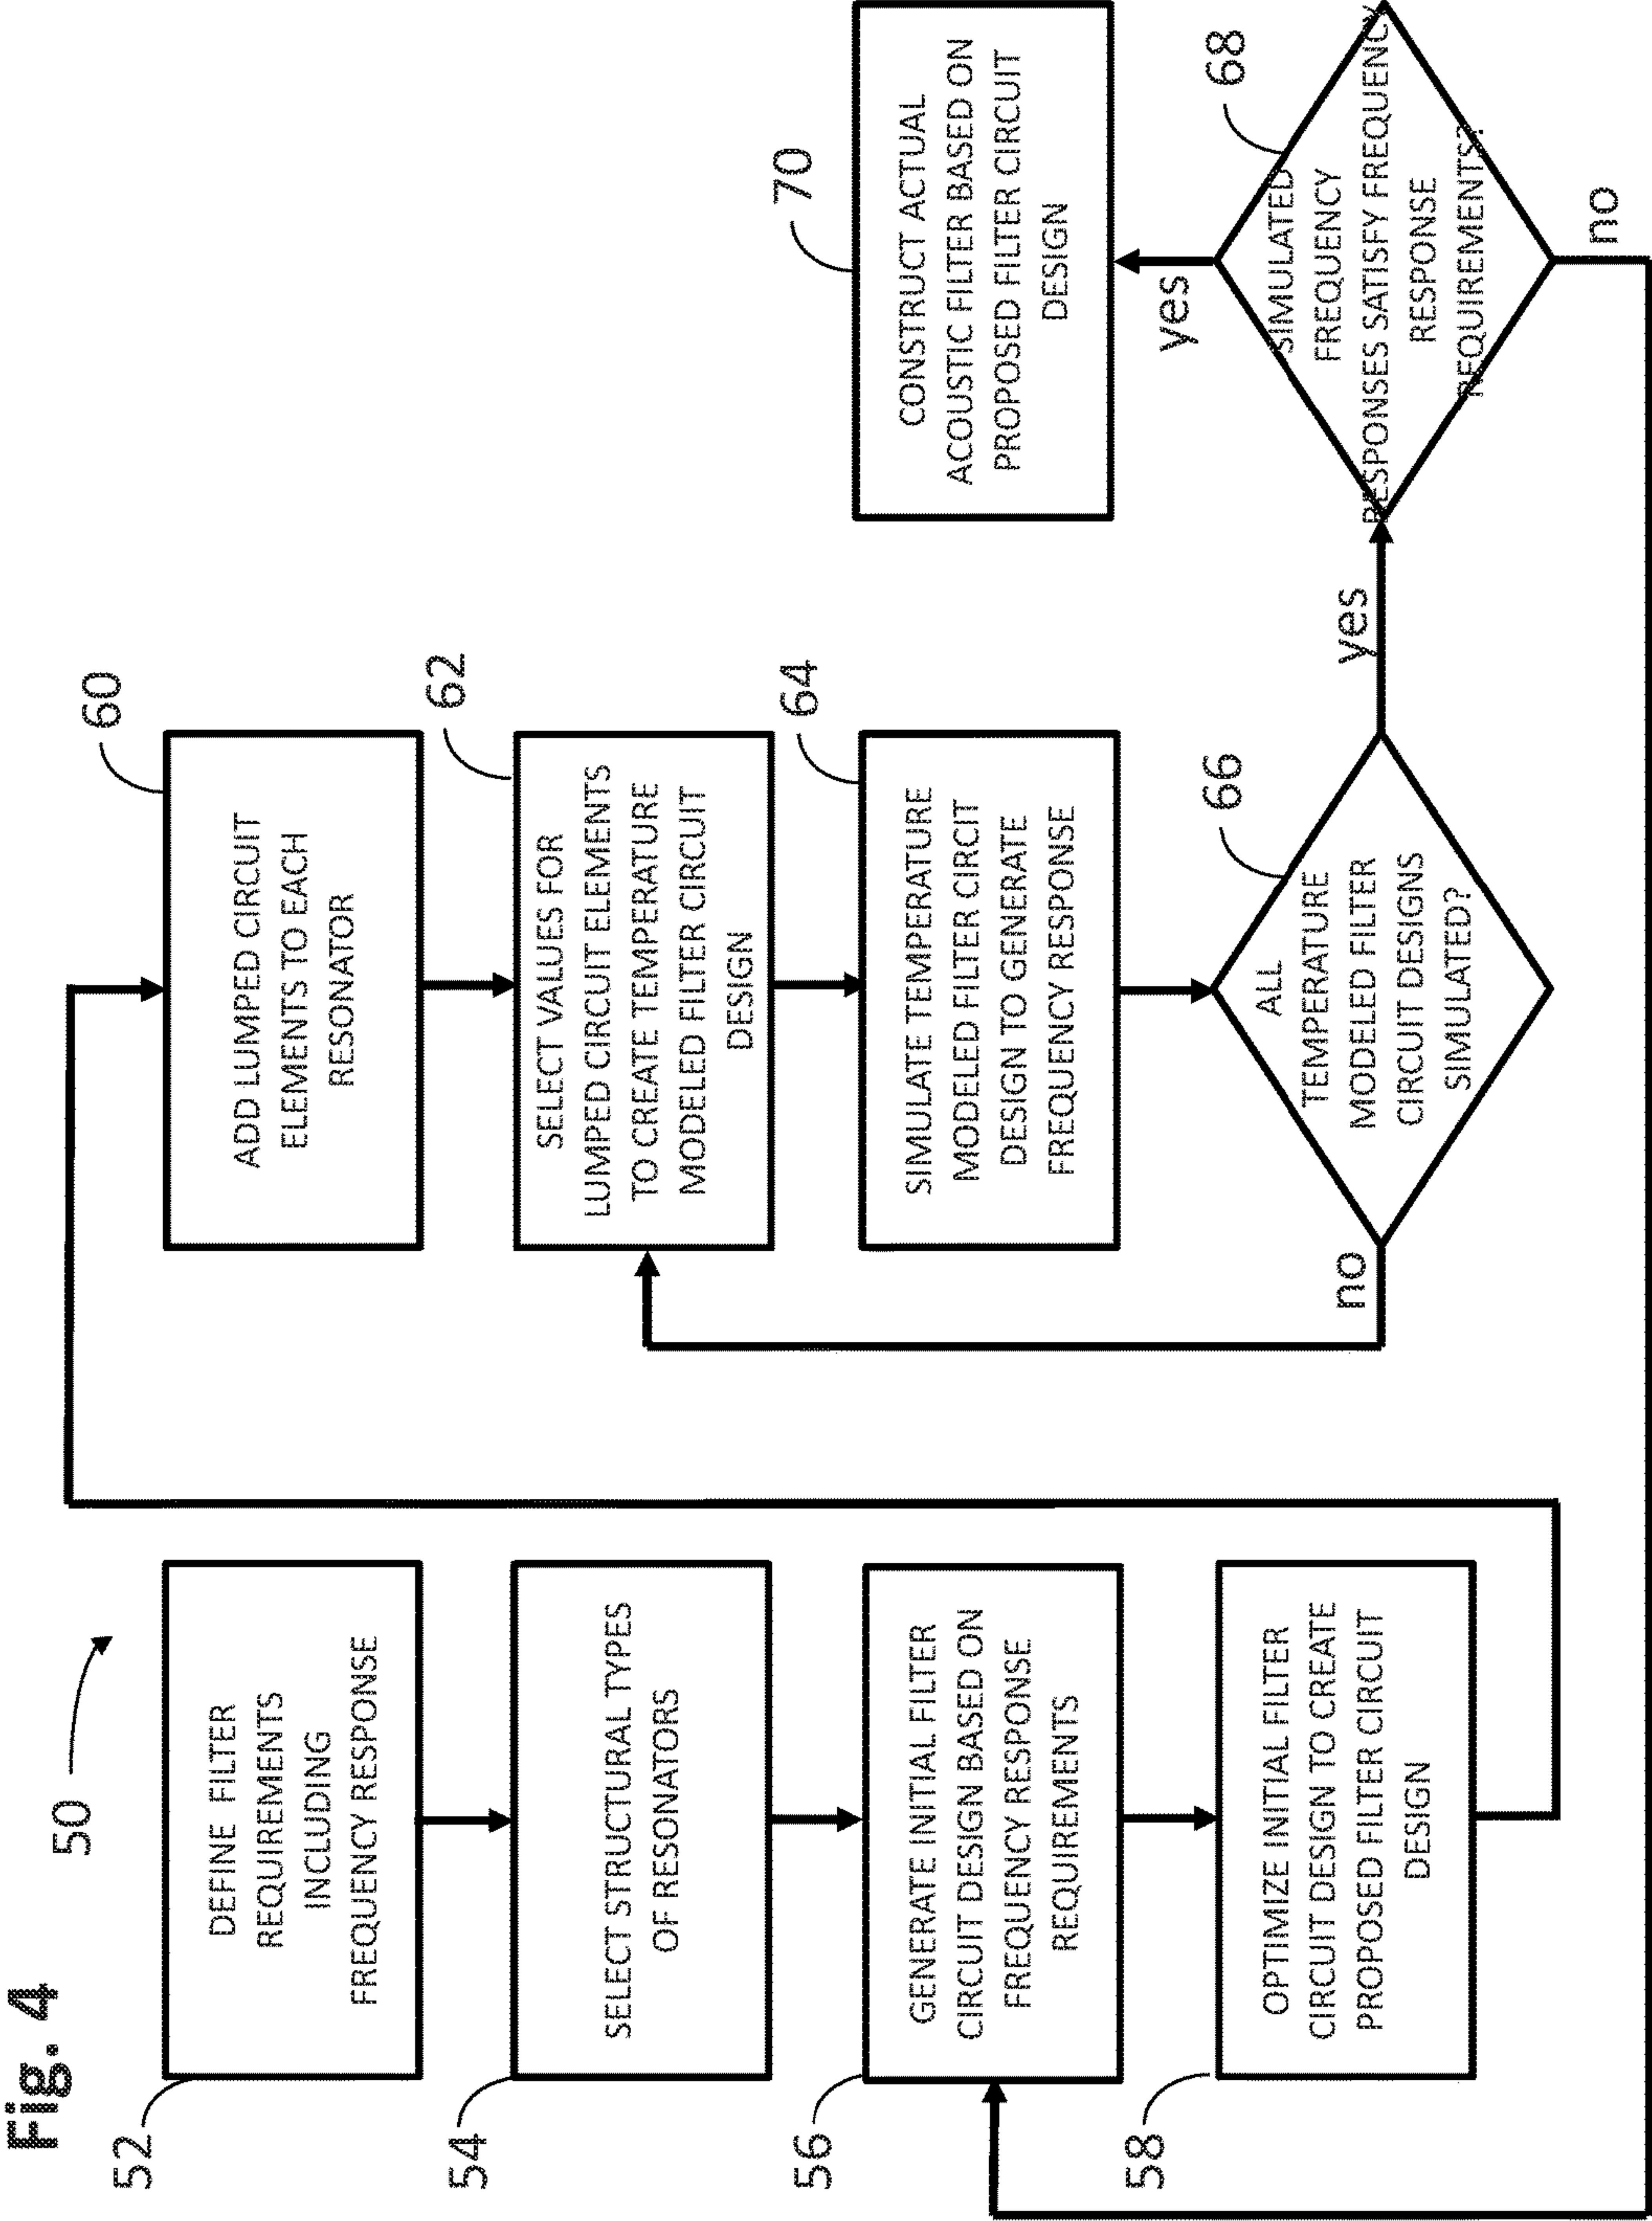 Fig. 4
50
52
DEFINE FILTER
REQUIREMENTS
INCLUDING
FREQUENCY RESPONSE
54
SELECT STRUCTURAL TYPES
OF RESONATORS
56
GENERATE INITIAL FILTER
CIRCUIT DESIGN BASED ON
FREQUENCY RESPONSE
REQUIREMENTS
58
OPTIMIZE INITIAL FILTER
CIRCUIT DESIGN TO CREATE
PROPOSED FILTER CIRCUIT
DESIGN
60
ADD LUMPED CIRCUIT
ELEMENTS TO EACH
RESONATOR
62
SELECT VALUES FOR
LUMPED CIRCUIT ELEMENTS
TO CREATE TEMPERATURE
MODELED FILTER CIRCUIT
DESIGN
64
SIMULATE TEMPERATURE
MODELED FILTER CIRCIT
DESIGN TO GENERATE
FREQUENCY RESPONSE
66
ALL
TEMPERATURE
MODELED FILTER
CIRCUIT DESIGNS
SIMULATED?
no
yes
68
SIMULATED
FREQUENCY
RESPONSES SATISFY FREQUENCY
RESPONSE
REQUIREMENTS?
yes
no
70
CONSTRUCT ACTUAL
ACOUSTIC FILTER BASED ON
PROPOSED FILTER CIRCUIT
DESIGN